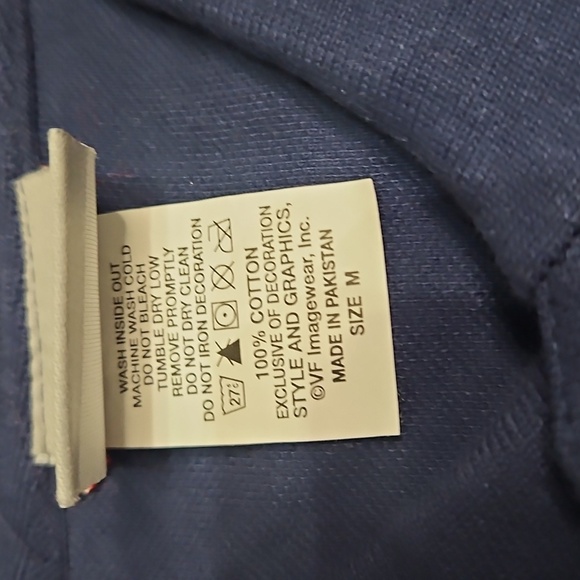 WASH INSIDE OUT
MACHINE WASH COLD
DO NOT BLEACH
TUMBLE DRY LOW
REMOVE PROMPTLY
DO NOT DRY CLEAN
DO NOT IRON DECORATION
27°
100% COTTON
EXCLUSIVE OF DECORATION
STYLE AND GRAPHICS,
©VF Imagewear, Inc.
MADE IN PAKISTAN
SIZE M